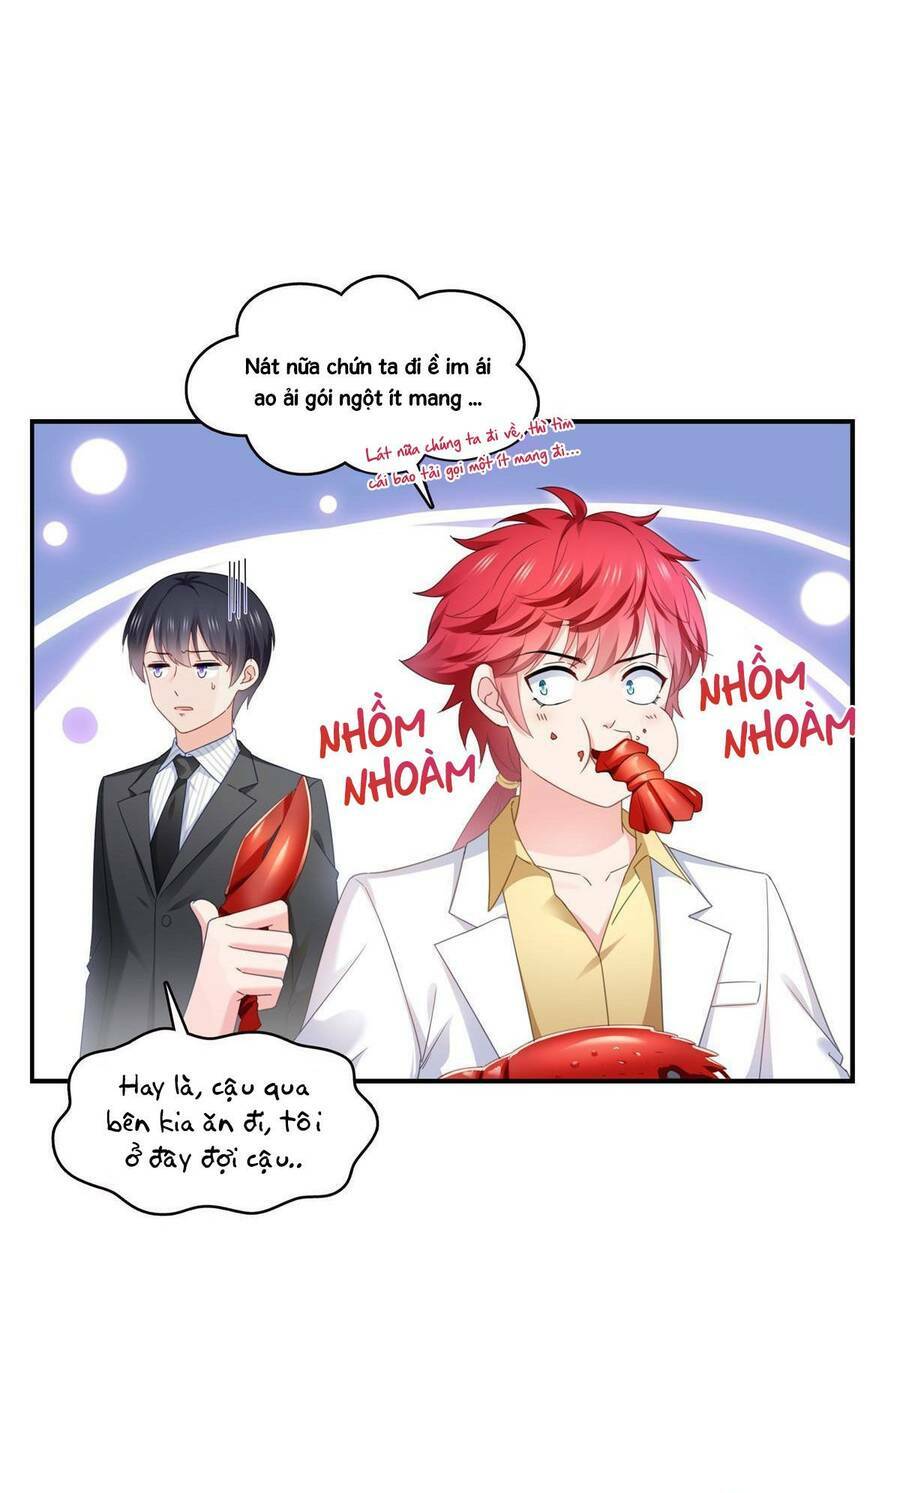 Nát nữa chứn ta đi ề im ái
ao ải gói ngột ít mang ...
Lát nữa chúng ta đi về, thì tìm
cái bao tải gọi một ít mang đi...
NHỒM
NHOÀM
NHỒM
NHOÀM
Hay là, cậu qua
bên kia ăn đi, tôi
ở đây đợi cậu..